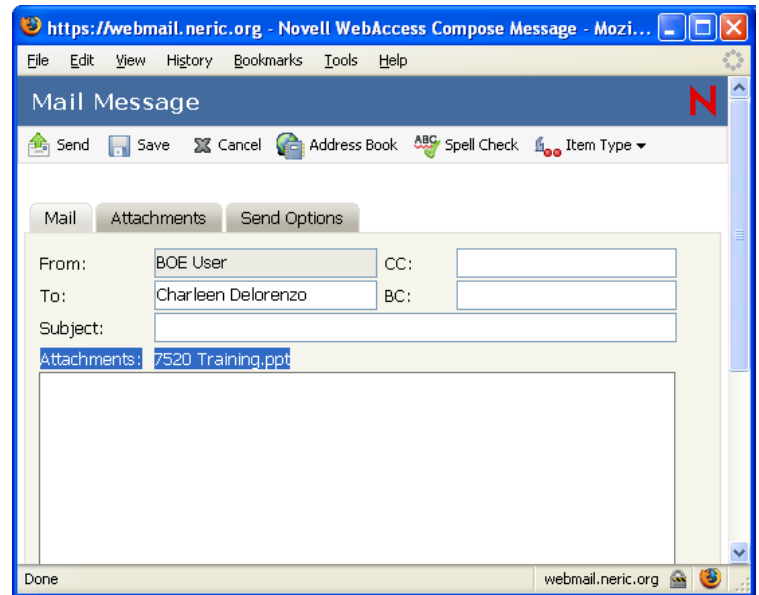 https://webmail.neric.org - Novell WebAccess Compose Message - Mozi...
File Edit View History Bookmarks Tools Help
Mail Message N
Send Save Cancel Address Book ABC Spell Check Item Type
Mail Attachments Send Options
From: BOE User CC:
To: Charleen Delorenzo BC:
Subject:
Attachments: 7520 Training.ppt
Done webmail.neric.org